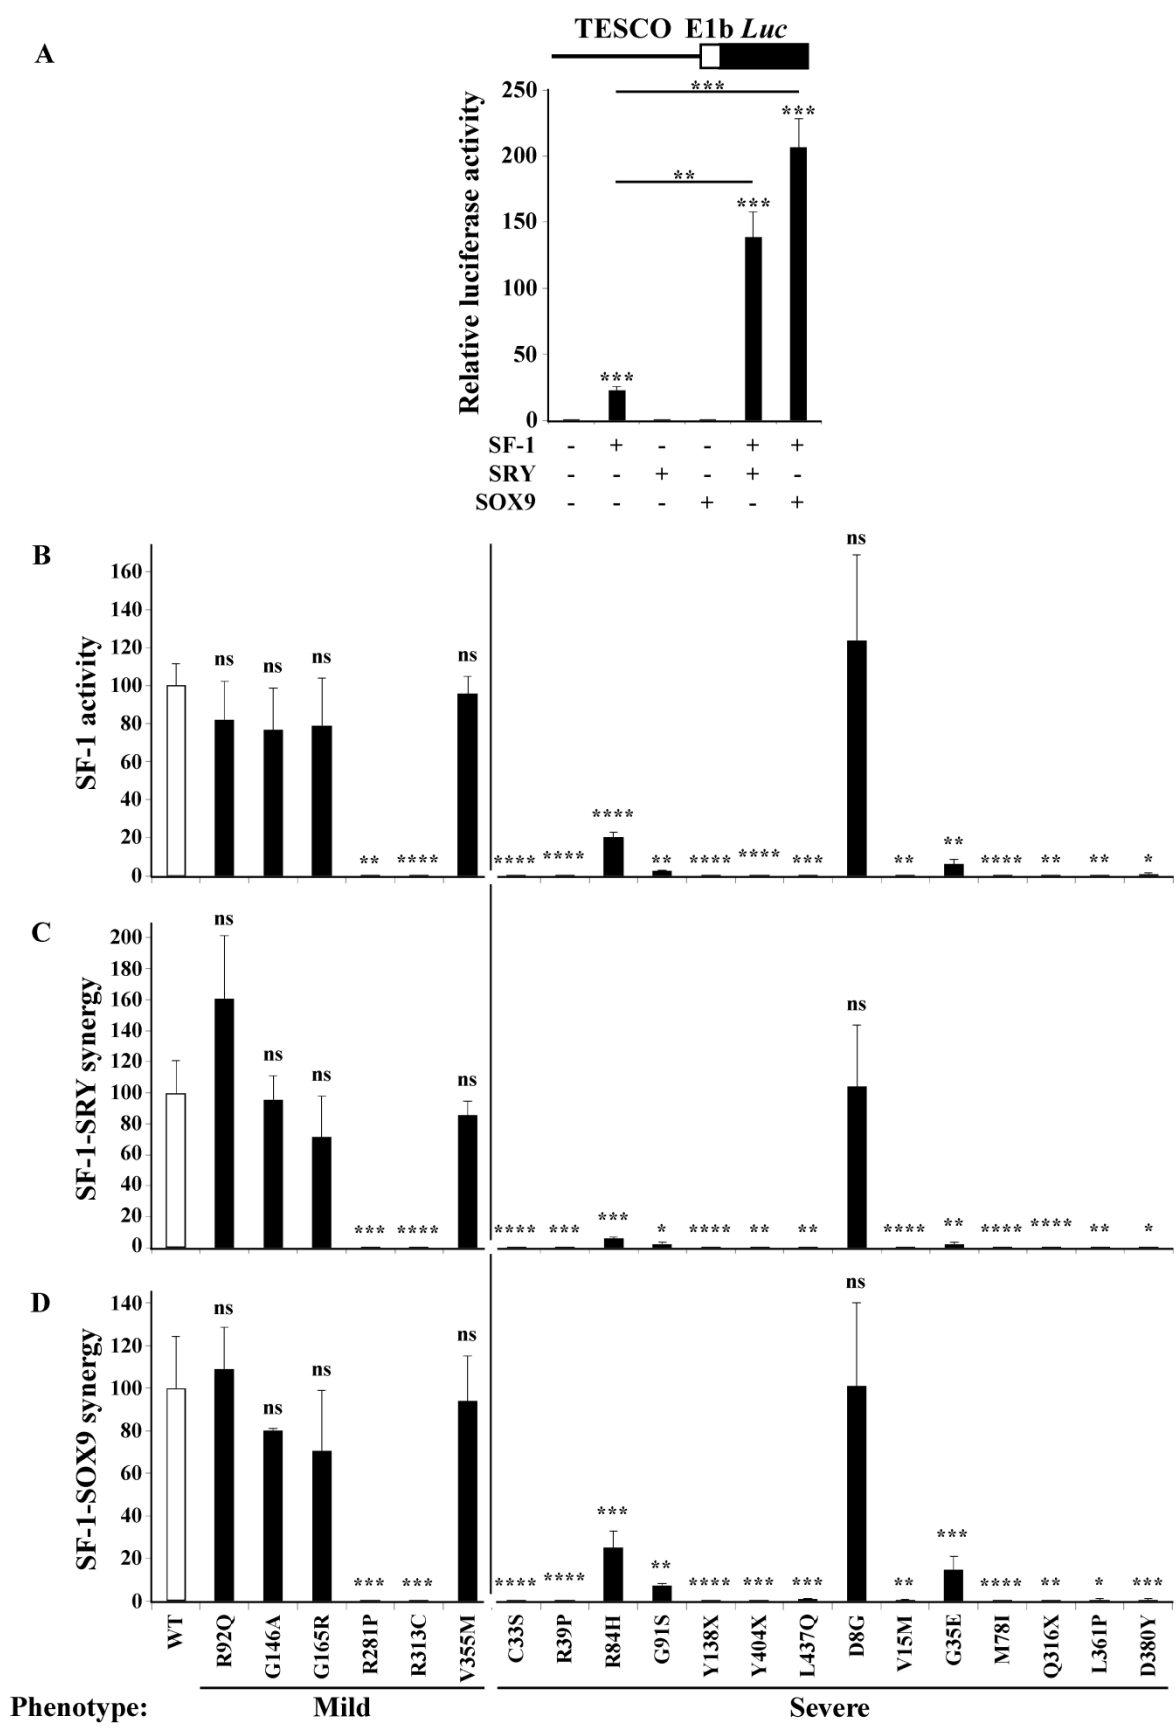 A
TESCO E1b Luc
Relative luciferase activity
250
200
150
100
50
0
***
**
***
***
***
SF-1 - + - - + +
SRY - - + - + -
SOX9 - - - + - +
B
SF-1 activity
160
140
120
100
80
60
40
20
0
ns ns ns ** **** ns **** **** **** ** **** **** *** ns ** ** **** ** ** *
C
SF-1-SRY synergy
200
180
160
140
120
100
80
60
40
20
0
ns ns ns *** **** ns **** *** *** * **** ** ** ns **** ** **** **** ** *
D
SF-1-SOX9 synergy
140
120
100
80
60
40
20
0
ns ns ns *** *** ns **** **** *** ** **** *** *** ns ** *** **** ** * ***
WT R92Q G146A G165R R281P R313C V355M C33S R39P R84H G91S Y138X Y404X L437Q D8G V15M G35E M78I Q316X L361P D380Y
Phenotype: Mild Severe